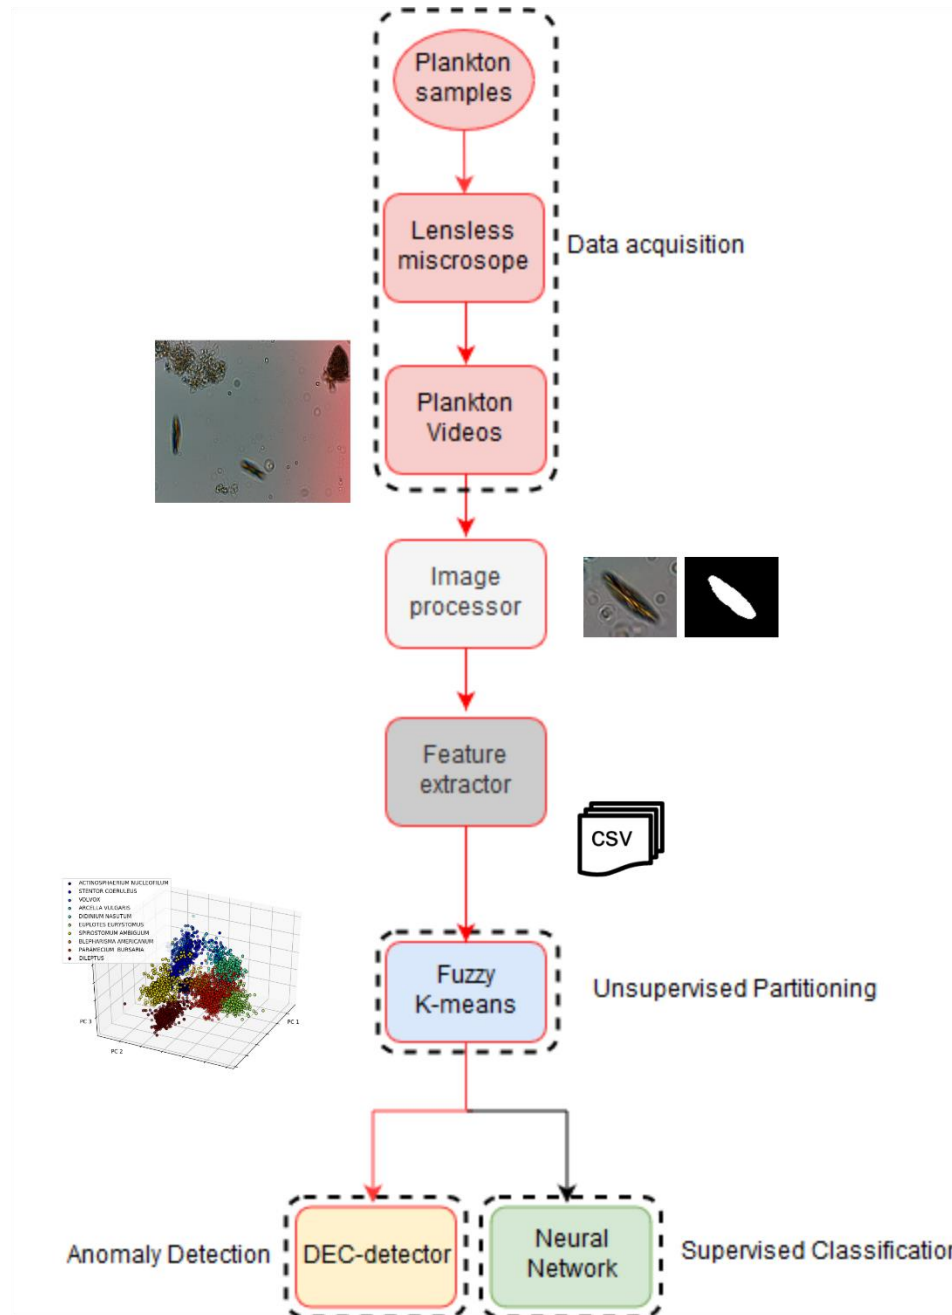 Plankton
samples
Lensless
miscrosope
Data acquisition
Plankton
Videos
Image
processor
Feature
extractor
CSV
ACTINOSPHAERIUM NUCLEOFILUM
STENTOR COERULEUS
VOLVOX
ARCELLA VULGARIS
DIDINIUM NASUTUM
EUPLOTES EURYSTOMUS
SPIROSTOMUM AMBIGUUM
BLEPHARISMA AMERICANUM
PARAMECIUM BURSARIA
DILEPTUS
PC 3
PC 2
PC 1
Fuzzy
K-means
Unsupervised Partitioning
Anomaly Detection
DEC-detector
Neural
Network
Supervised Classification